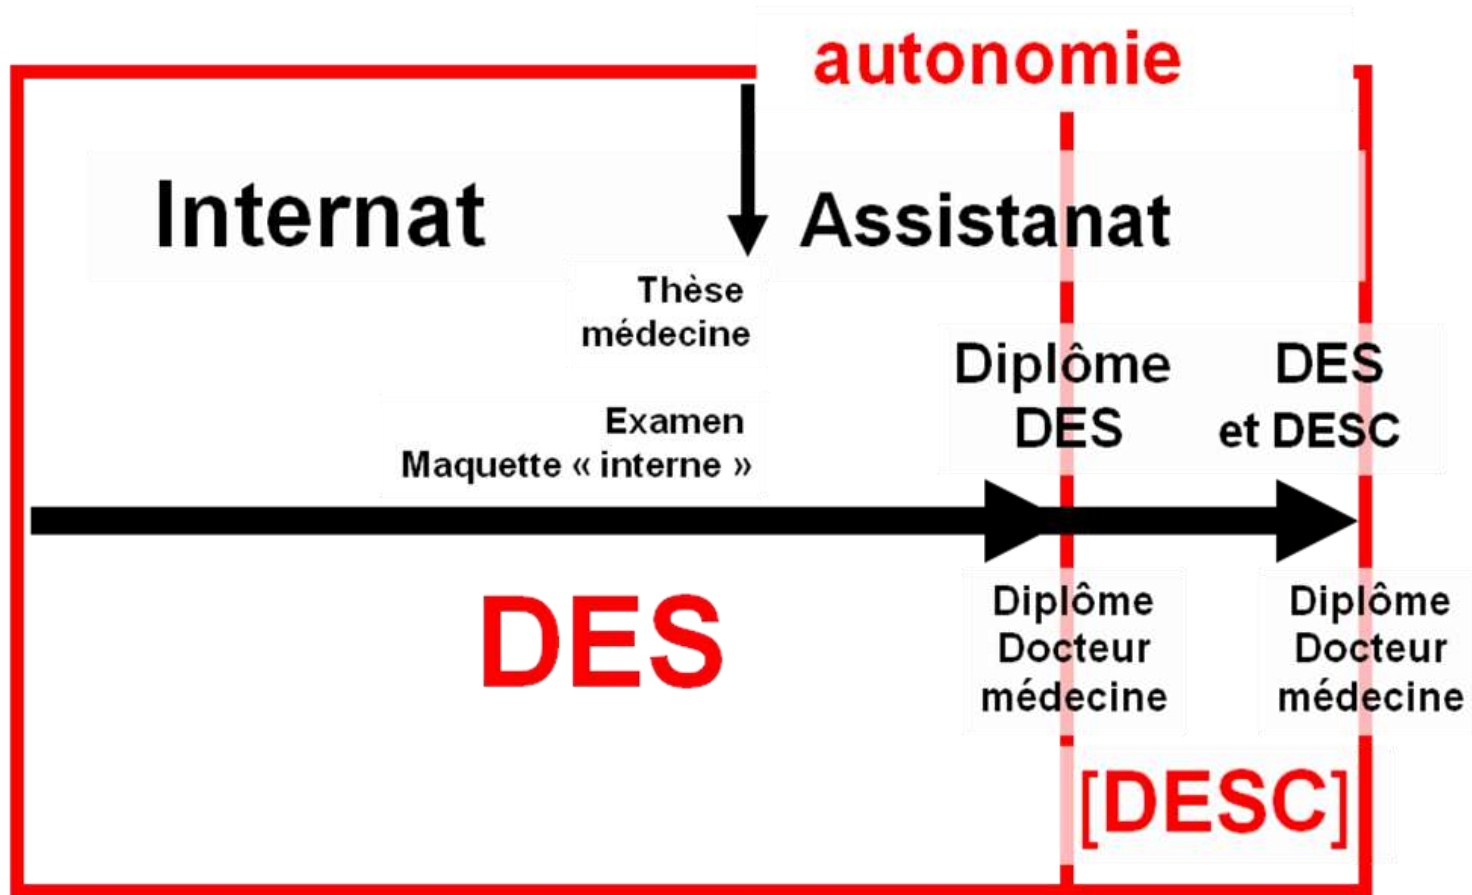 autonomie
Internat
Assistanat
Thèse
médecine
Examen
Maquette « interne »
Diplôme
DES
DES
et DESC
DES
Diplôme
Docteur
médecine
Diplôme
Docteur
médecine
[DESC]